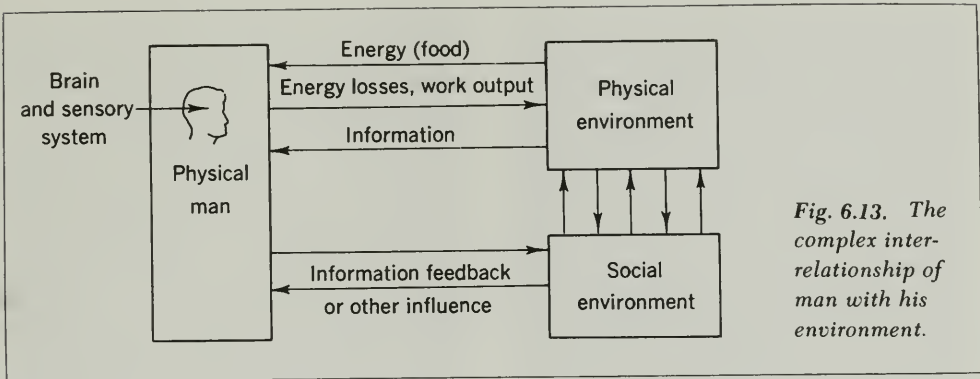 Brain
and sensory
system
Physical
man
Energy (food)
Energy losses, work output
Information
Information feedback
or other influence
Physical
environment
Social
environment
Fig. 6.13. The
complex inter-
relationship of
man with his
environment.